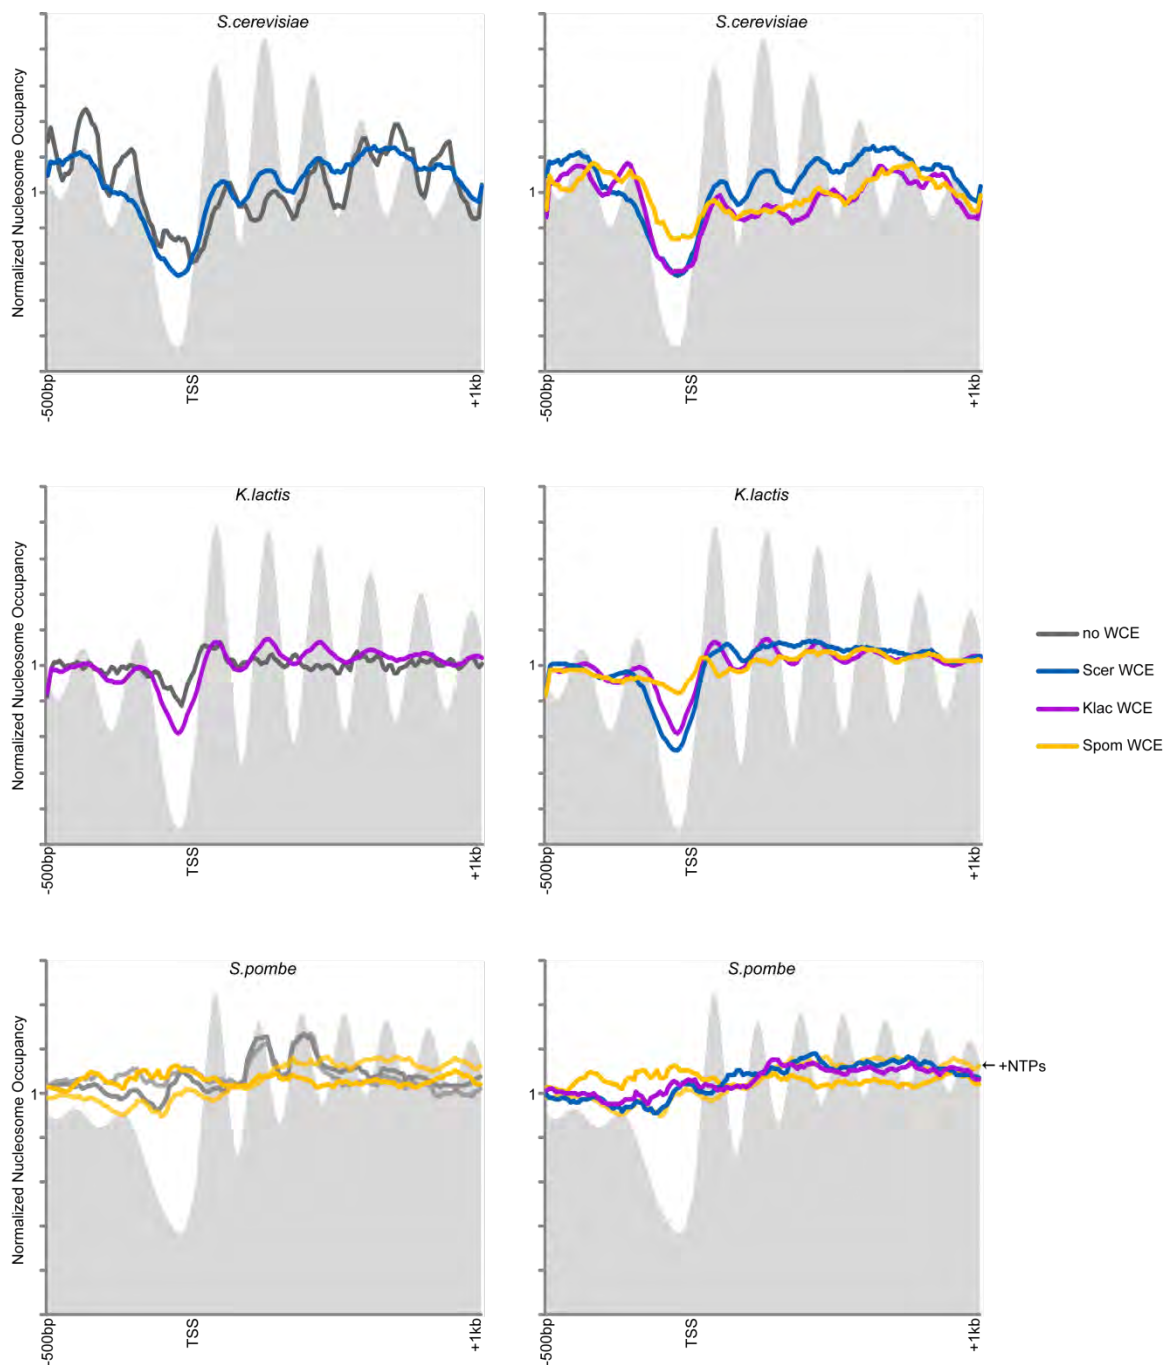 S.cerevisiae
S.cerevisiae
Normalized Nucleosome Occupancy
1
1
-500bp
TSS
+1kb
-500bp
TSS
+1kb
K.lactis
K.lactis
Normalized Nucleosome Occupancy
1
1
-500bp
TSS
+1kb
-500bp
TSS
+1kb
no WCE
Scer WCE
Klac WCE
Spom WCE
S.pombe
S.pombe
Normalized Nucleosome Occupancy
1
1
←+NTPs
-500bp
TSS
+1kb
-500bp
TSS
+1kb